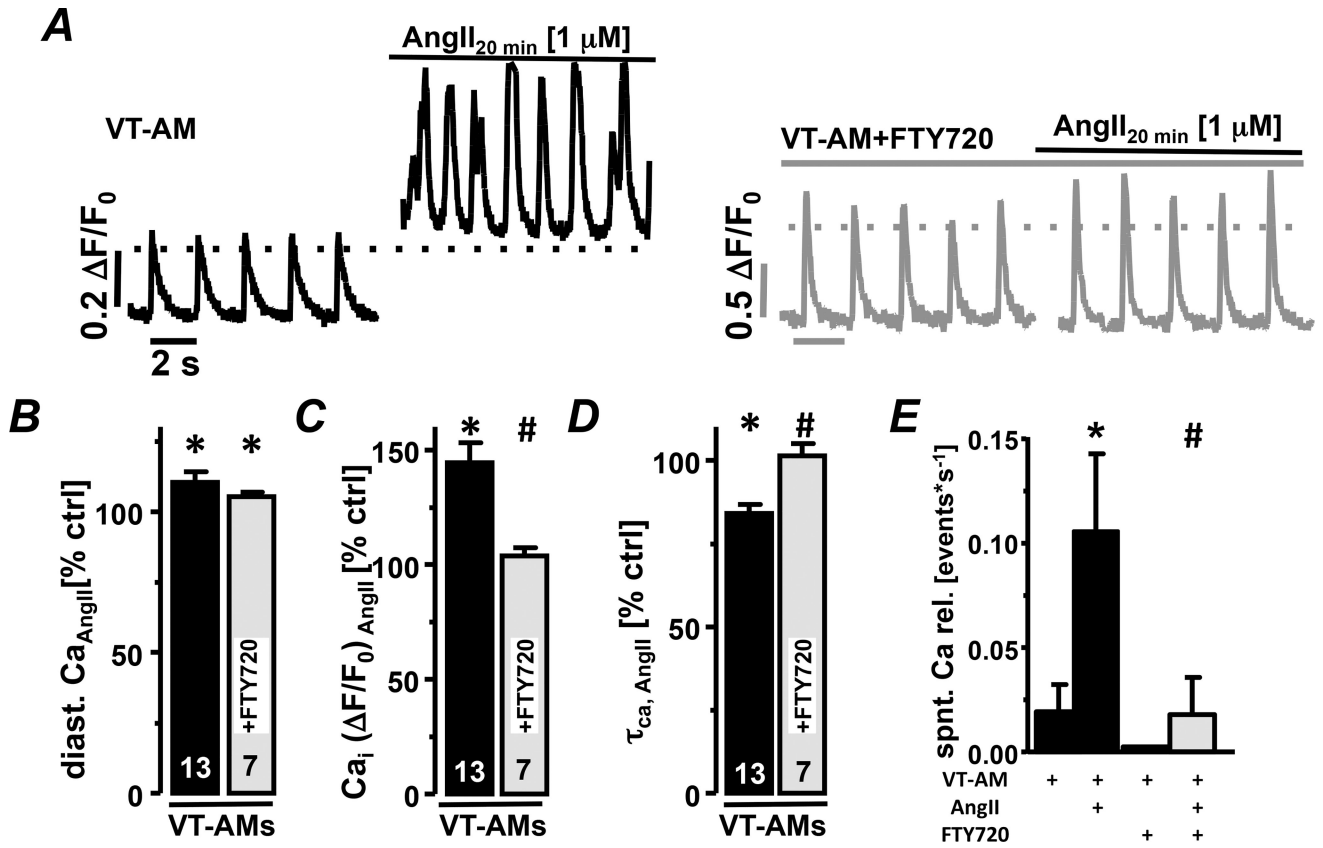 A
AngII20 min [1 μM]
VT-AM
0.2 ΔF/F0
2 s
VT-AM+FTY720
AngII20 min [1 μM]
0.5 ΔF/F0
B
diast. CaAngII[% ctrl]
100
50
0
* *
13
+FTY720
7
VT-AMs
C
Cai (ΔF/F0) AngII [% ctrl]
150
100
50
0
* #
13
+FTY720
7
VT-AMs
D
τca, AngII [% ctrl]
100
50
0
* #
13
+FTY720
7
VT-AMs
E
spnt. Ca rel. [events*s-1]
0.15
0.10
0.05
0.00
* #
VT-AM + + + +
AngII + +
FTY720 + +